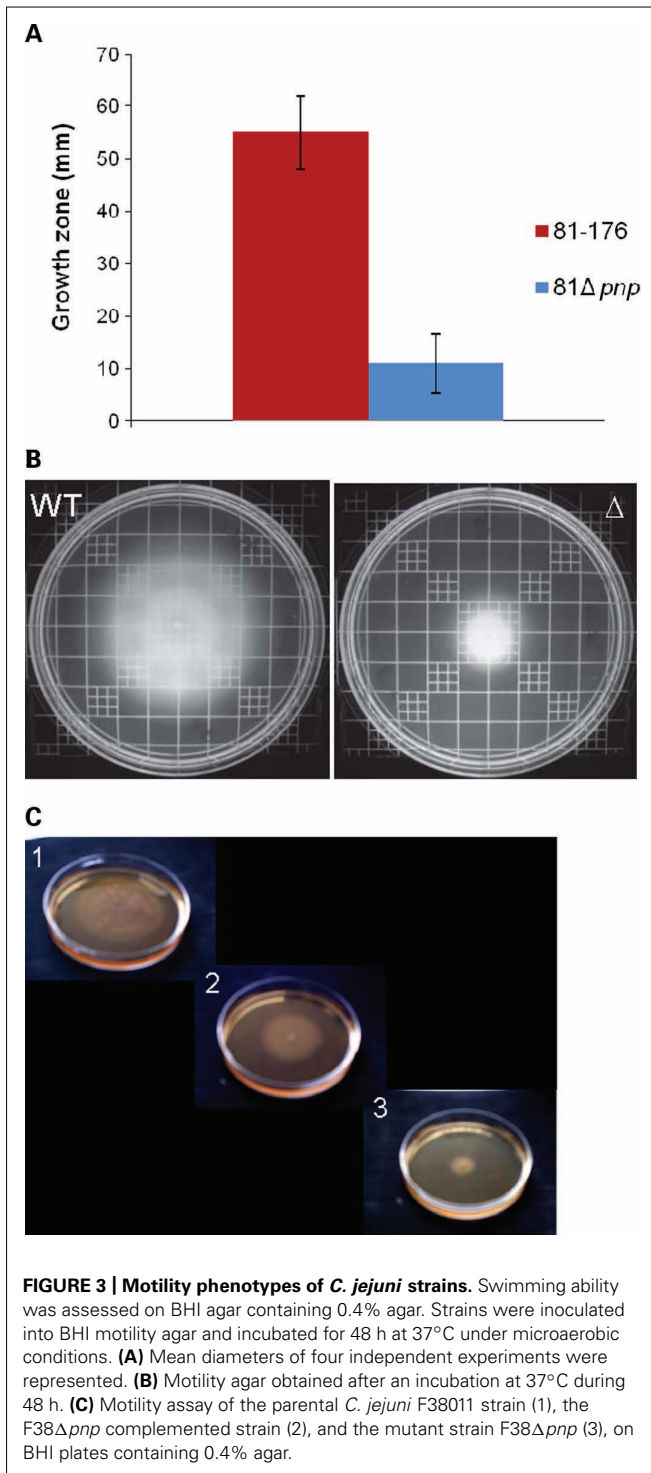 A
70
60
50
40
30
20
10
0
Growth zone (mm)
81-176
81Δ pnp
B
WT
Δ
C
1
2
3
FIGURE 3 | Motility phenotypes of C. jejuni strains. Swimming ability
was assessed on BHI agar containing 0.4% agar. Strains were inoculated
into BHI motility agar and incubated for 48 h at 37°C under microaerobic
conditions. (A) Mean diameters of four independent experiments were
represented. (B) Motility agar obtained after an incubation at 37°C during
48 h. (C) Motility assay of the parental C. jejuni F38011 strain (1), the
F38Δpnp complemented strain (2), and the mutant strain F38Δpnp (3), on
BHI plates containing 0.4% agar.